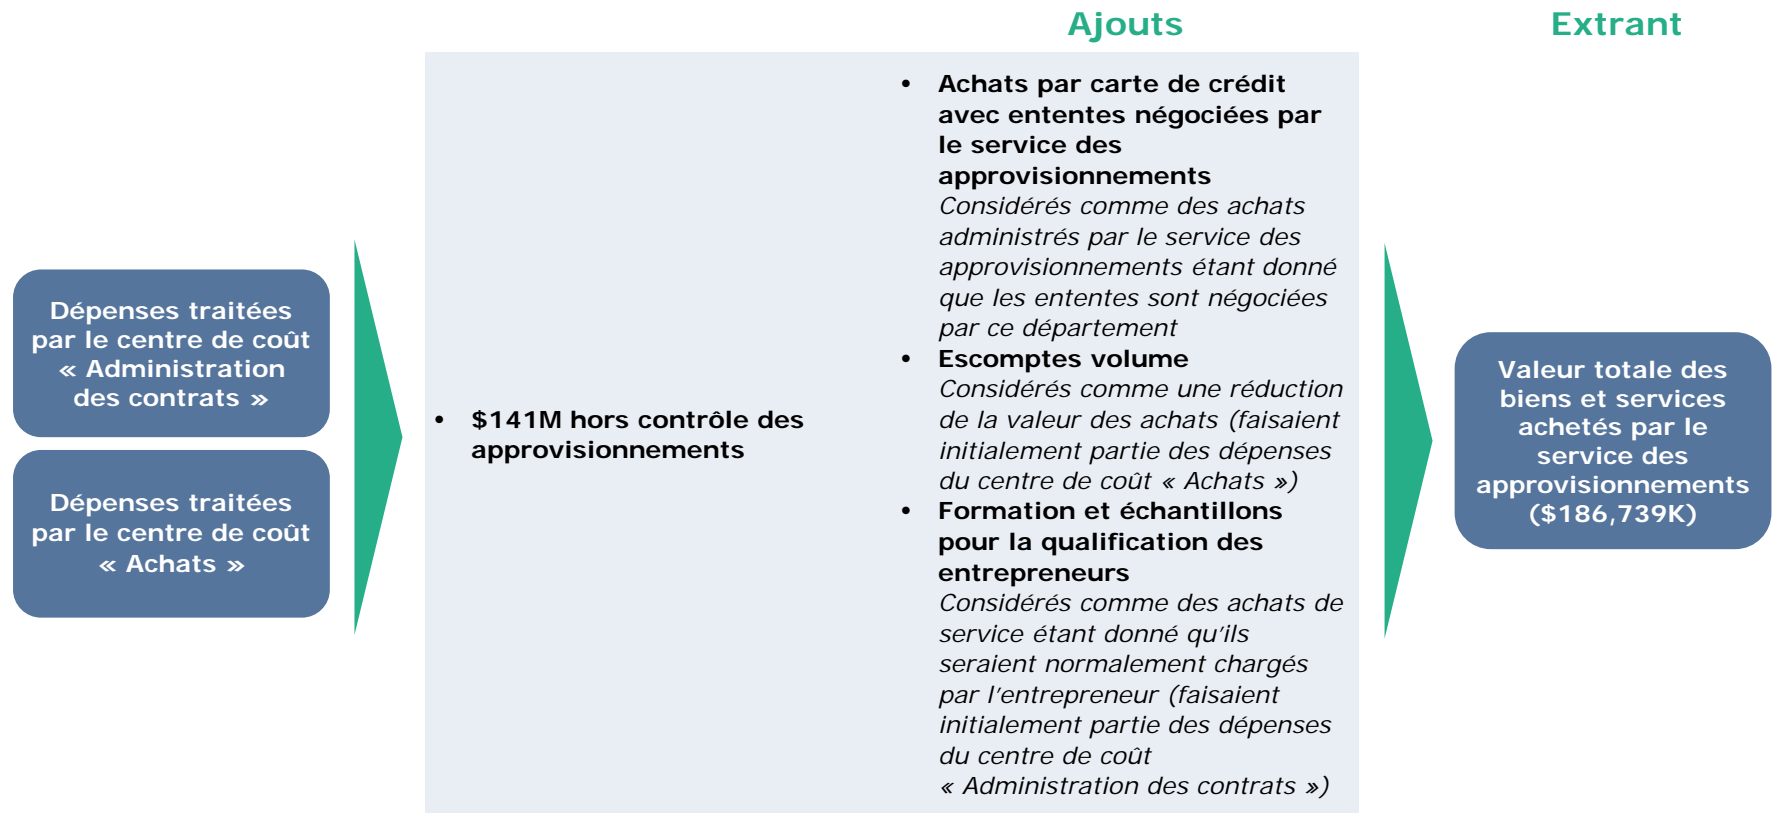 Ajouts
Extrant
Dépenses traitées
par le centre de coût
« Administration
des contrats »
Dépenses traitées
par le centre de coût
« Achats »
• $141M hors contrôle des
approvisionnements
• Achats par carte de crédit
avec ententes négociées par
le service des
approvisionnements
Considérés comme des achats
administrés par le service des
approvisionnements étant donné
que les ententes sont négociées
par ce département
• Escomptes volume
Considérés comme une réduction
de la valeur des achats (faisaient
initialement partie des dépenses
du centre de coût « Achats »)
• Formation et échantillons
pour la qualification des
entrepreneurs
Considérés comme des achats de
service étant donné qu’ils
seraient normalement chargés
par l’entrepreneur (faisaient
initialement partie des dépenses
du centre de coût
« Administration des contrats »)
Valeur totale des
biens et services
achetés par le
service des
approvisionnements
($186,739K)